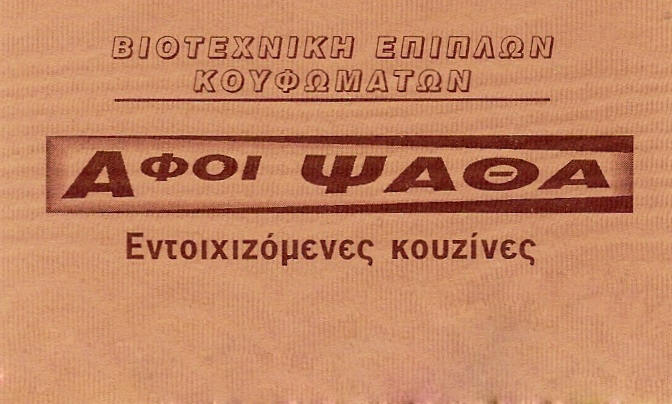 ΒΙΟΤΕΧΝΙΚΗ ΕΠΙΠΛΩΝ
ΚΟΥΦΩΜΑΤΩΝ
ΑΦΟΙ ΨΑΘΑ
Εντοιχιζόμενες κουζίνες